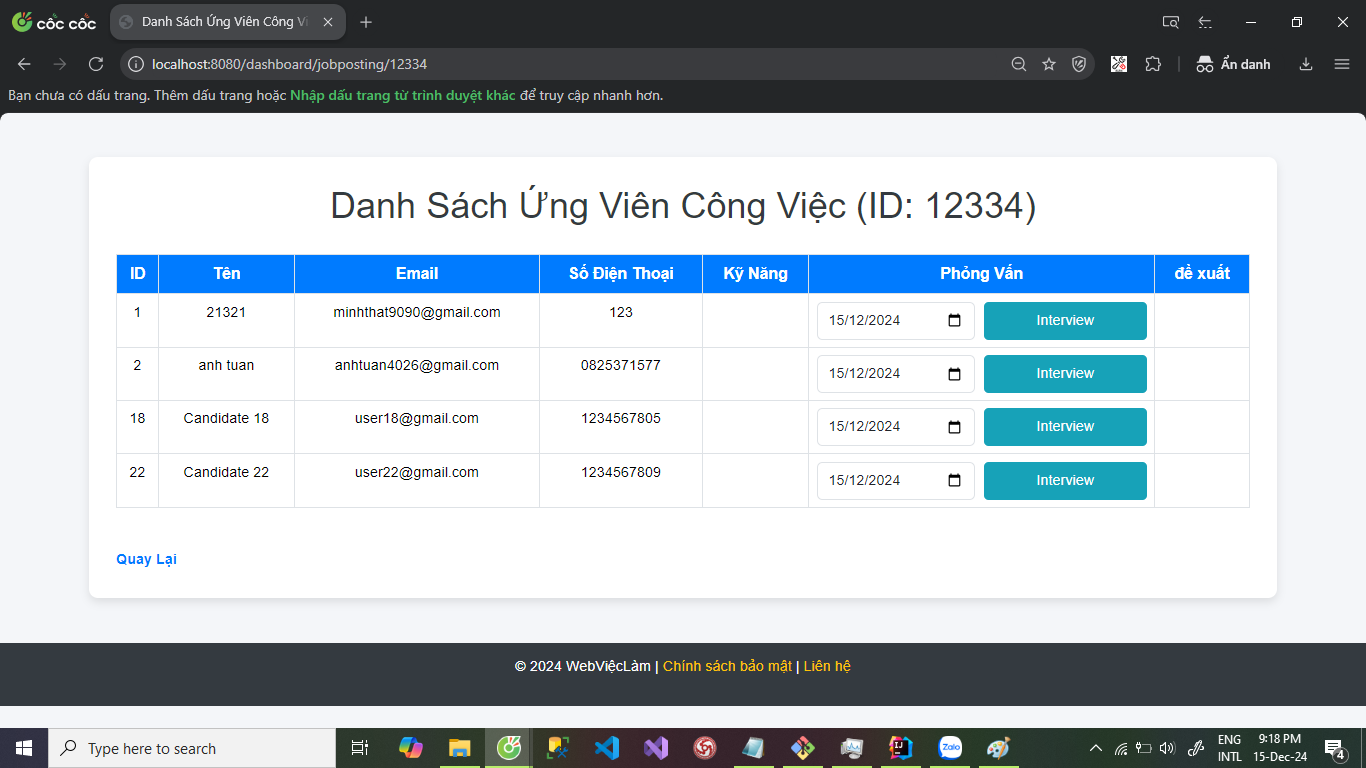 cốc cốc
Danh Sách Ứng Viên Công Vi
localhost:8080/dashboard/jobposting/12334
Ẩn danh
Bạn chưa có dấu trang. Thêm dấu trang hoặc Nhập dấu trang từ trình duyệt khác để truy cập nhanh hơn.
Danh Sách Ứng Viên Công Việc (ID: 12334)
ID Tên Email Số Điện Thoại Kỹ Năng Phỏng Vấn đề xuất
1 21321 minhthat9090@gmail.com 123 15/12/2024 Interview
2 anh tuan anhtuan4026@gmail.com 0825371577 15/12/2024 Interview
18 Candidate 18 user18@gmail.com 1234567805 15/12/2024 Interview
22 Candidate 22 user22@gmail.com 1234567809 15/12/2024 Interview
Quay Lại
© 2024 WebViệcLàm | Chính sách bảo mật | Liên hệ
Type here to search
Zalo
ENG
INTL
9:18 PM
15-Dec-24
4